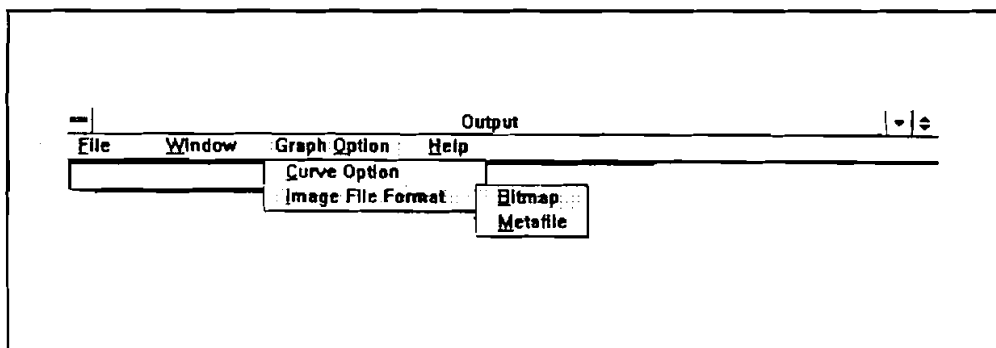 Output
File Window Graph Option Help
Curve Option
Image File Format Bitmap
Metafile